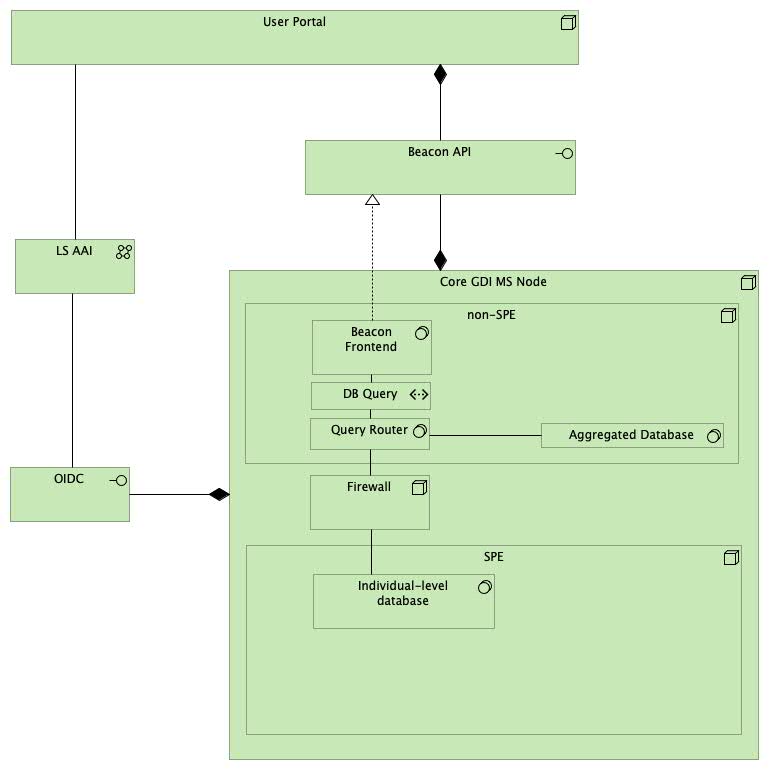 User Portal
Beacon API
LS AAI
Core GDI MS Node
non-SPE
Beacon
Frontend
DB Query
Query Router
Aggregated Database
OIDC
Firewall
SPE
Individual-level
database